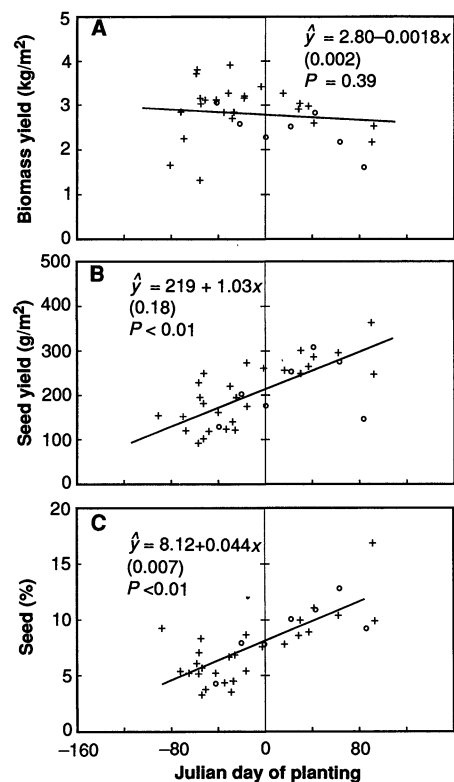 A
ŷ = 2.80–0.0018x
(0.002)
P = 0.39
Biomass yield (kg/m²)
5
4
3
2
1
0
B
ŷ = 219 + 1.03x
(0.18)
P < 0.01
Seed yield (g/m²)
500
400
300
200
100
0
C
ŷ = 8.12+0.044x
(0.007)
P <0.01
Seed (%)
20
15
10
5
0
−160 −80 0 80
Julian day of planting